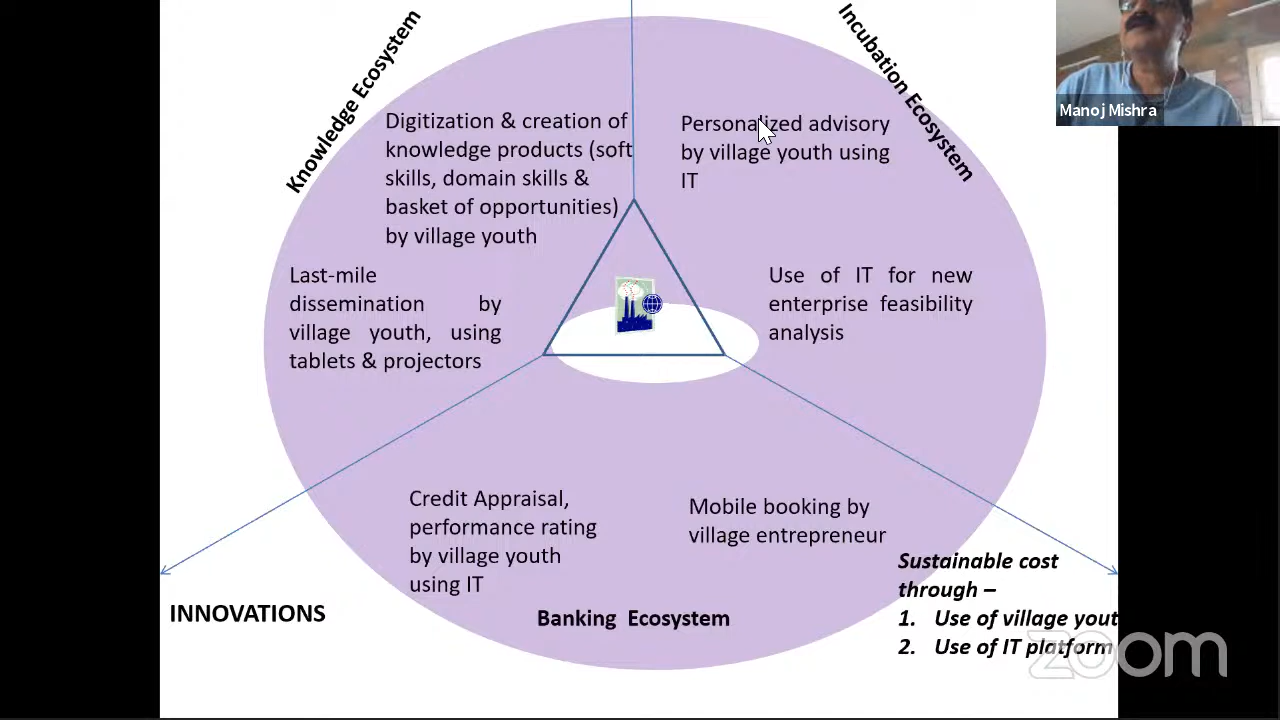 Knowledge Ecosystem
Incubation Ecosystem
Manoj Mishra
Digitization & creation of
knowledge products (soft
skills, domain skills &
basket of opportunities)
by village youth
Personalized advisory
by village youth using
IT
Last-mile
dissemination by
village youth, using
tablets & projectors
Use of IT for new
enterprise feasibility
analysis
Credit Appraisal,
performance rating
by village youth
using IT
Mobile booking by
village entrepreneur
Banking Ecosystem
INNOVATIONS
Sustainable cost
through –
1. Use of village yout
2. Use of IT platform
zoom